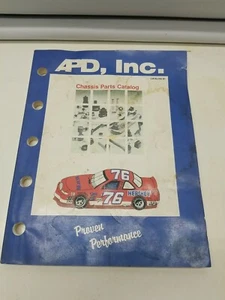 APD, Inc.
Chassis Parts Catalog
76
76
Proven
Performance